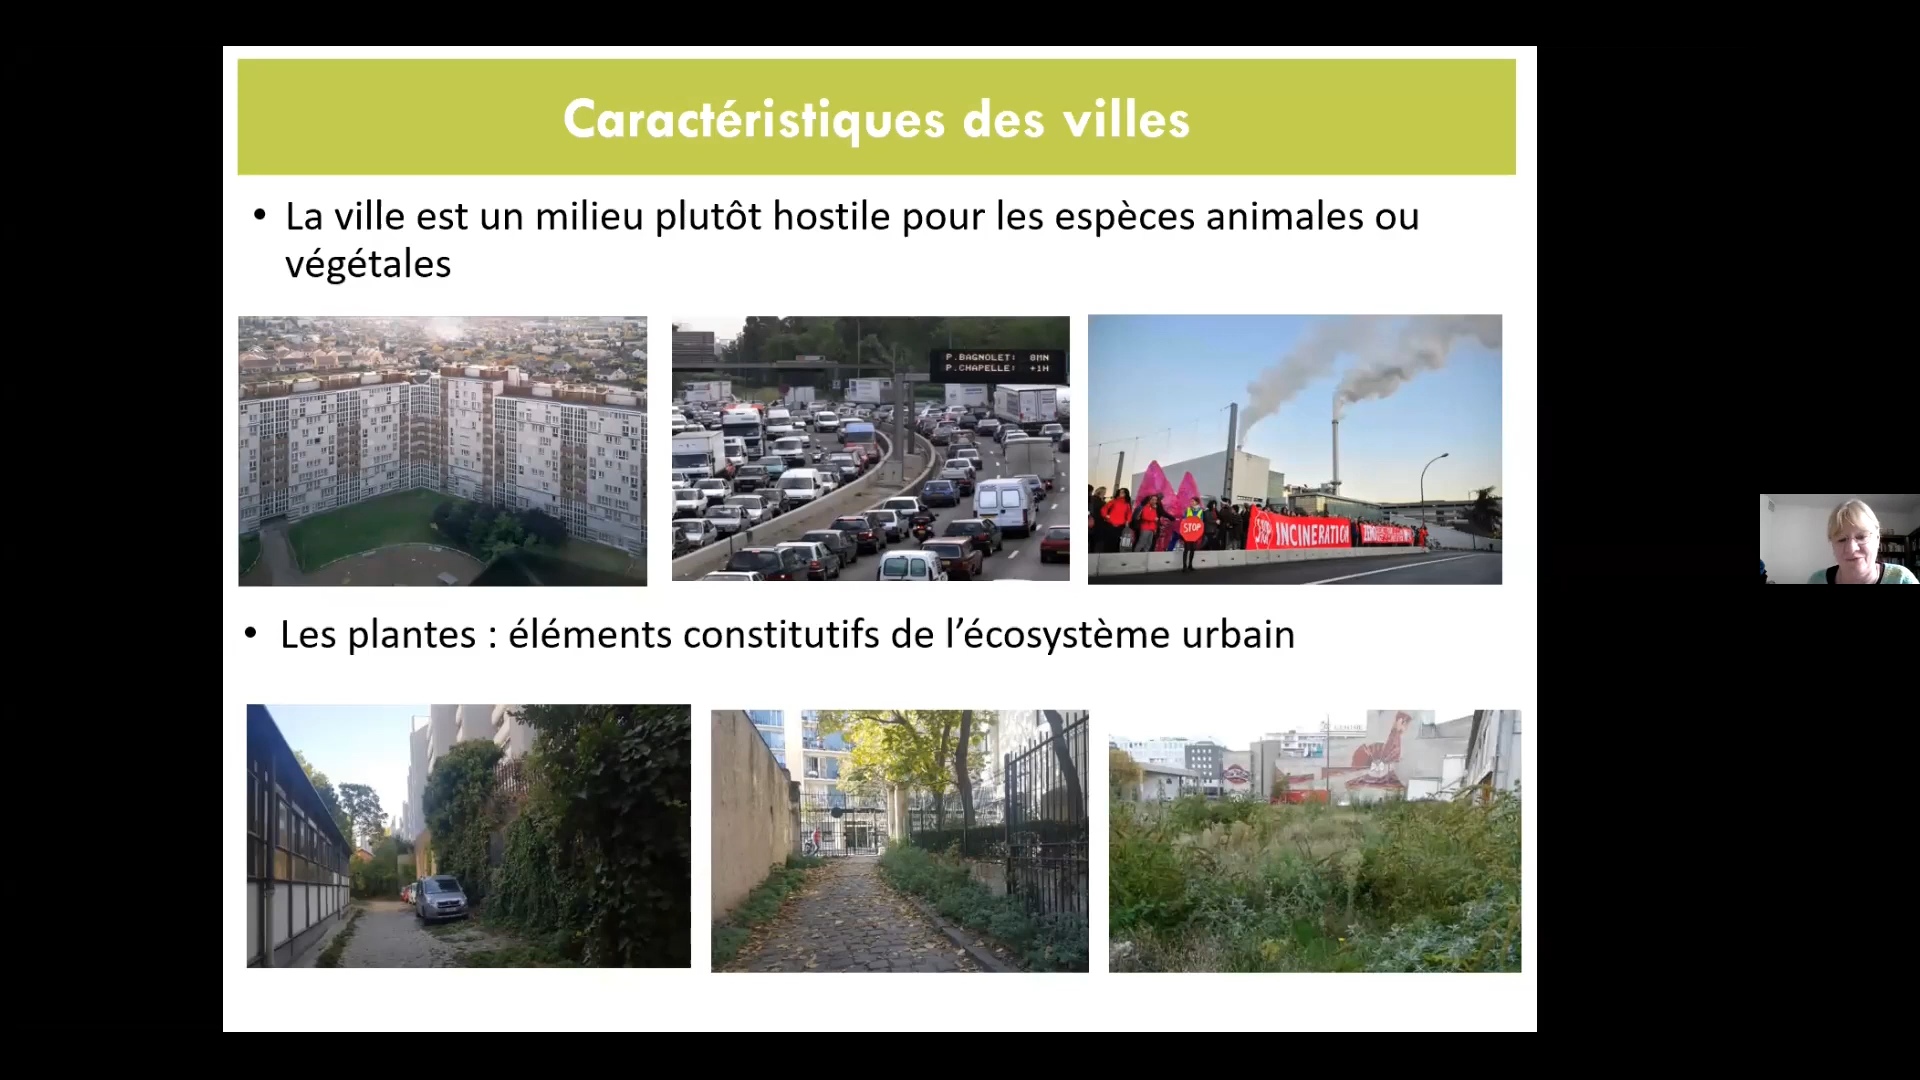 Caractéristiques des villes
• La ville est un milieu plutôt hostile pour les espèces animales ou
végétales
P.BAGNOLET: 8MN
P.CHAPELLE: +1H
STOP
INCINERATION
• Les plantes : éléments constitutifs de l’écosystème urbain